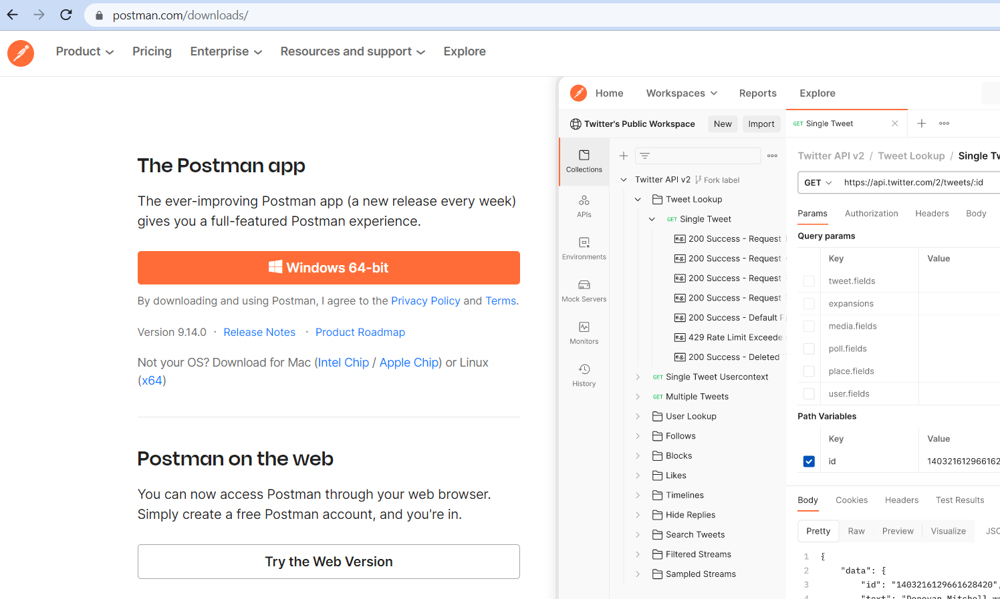 postman.com/downloads/
Product
Pricing
Enterprise
Resources and support
Explore
The Postman app
The ever-improving Postman app (a new release every week)
gives you a full-featured Postman experience.
Windows 64-bit
By downloading and using Postman, I agree to the Privacy Policy and Terms.
Version 9.14.0 · Release Notes · Product Roadmap
Not your OS? Download for Mac (Intel Chip / Apple Chip) or Linux
(x64)
Postman on the web
You can now access Postman through your web browser.
Simply create a free Postman account, and you're in.
Try the Web Version
Home
Workspaces
Reports
Explore
Twitter's Public Workspace
New
Import
GET Single Tweet
Collections
APIs
Environments
Mock Servers
Monitors
History
Twitter API v2 Fork label
Tweet Lookup
GET Single Tweet
e.g. 200 Success - Request
e.g. 200 Success - Request
e.g. 200 Success - Request
e.g. 200 Success - Request
e.g. 200 Success - Default
e.g. 429 Rate Limit
e.g. 200 Success - Deleted
GET Single Tweet Usercontext
GET Multiple Tweets
User Lookup
Follows
Blocks
Likes
Timelines
Hide Replies
Search Tweets
Filtered Streams
Sampled Streams
Twitter API v2 / Tweet Lookup / Single
GET https://api.twitter.com/2/tweets/:id
Params Authorization Headers Body
Query params
Key Value
tweet.fields
expansions
media.fields
poll.fields
place.fields
user.fields
Path Variables
Key Value
id 140321612966162
Body Cookies Headers Test Results
Pretty Raw Preview Visualize
1 {
2 "data": {
3 "id": "1403216129661628420",
4 "text": "Donovan Mitchell